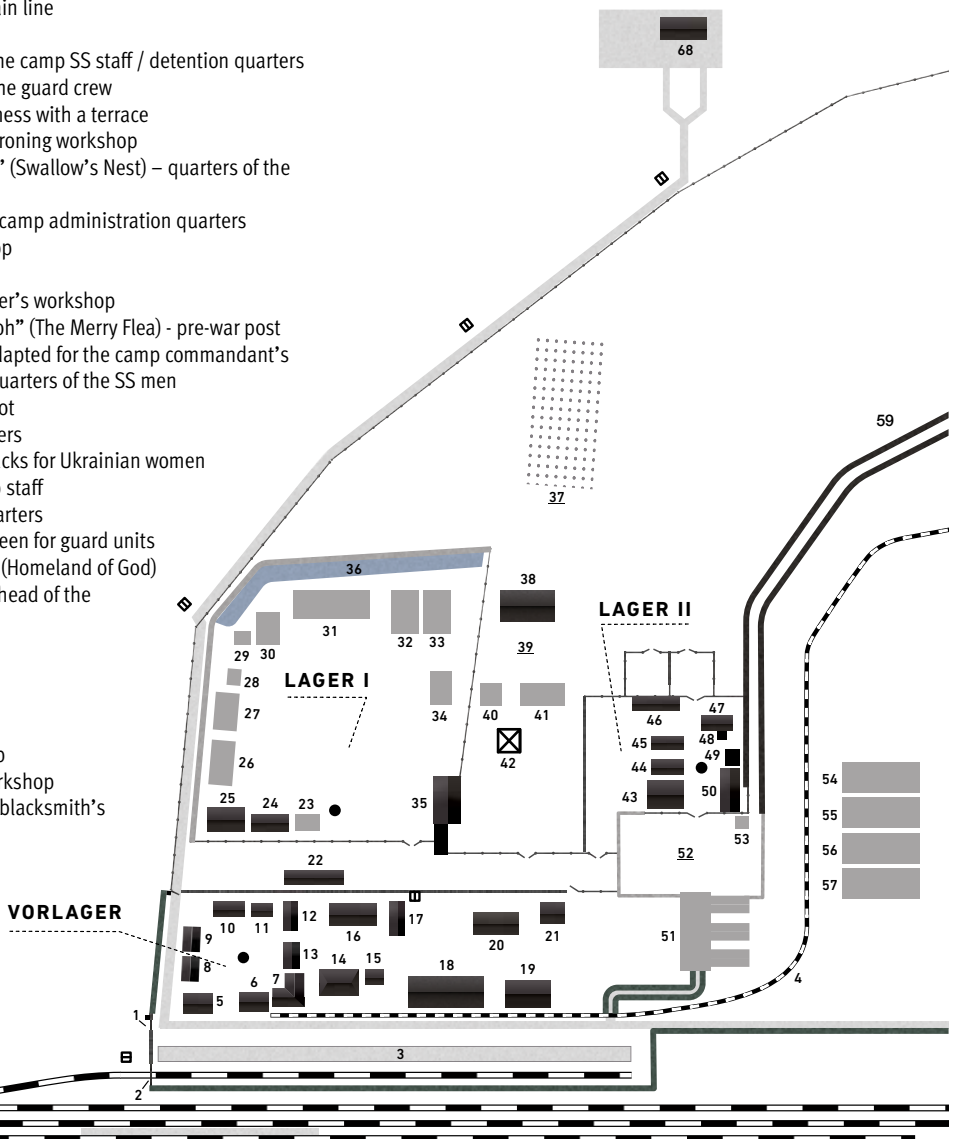 ain line
he camp SS staff / detention quarters
he guard crew
ness with a terrace
roning workshop
” (Swallow’s Nest) – quarters of the
camp administration quarters
op
er’s workshop
oh” (The Merry Flea) - pre-war post
dapted for the camp commandant’s
uarters of the SS men
ot
ers
cks for Ukrainian women
o staff
arters
een for guard units
(Homeland of God)
head of the
p
rkshop
blacksmith’s
68
59
37
36
38
LAGER II
31
32 33
39
29 30
28
LAGER I
34
40 41
46 47
27
48
45
49
42
44
26
43
50
54
25 24 23
35
53
55
52
56
22
57
VORLAGER
10 11
12
16
17
20
21
51
9
13
14 15
8
18
19
7
6
5
4
1
3
2